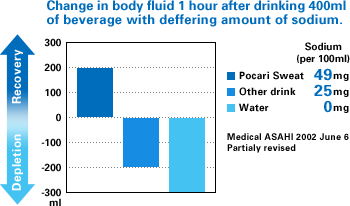 Change in body fluid 1 hour after drinking 400ml
of beverage with deffering amount of sodium.
Recovery
Depletion
300
200
100
0
-100
-200
-300
ml
Sodium
(per 100ml)
Pocari Sweat 49mg
Other drink 25mg
Water 0mg
Medical ASAHI 2002 June 6
Partialy revised